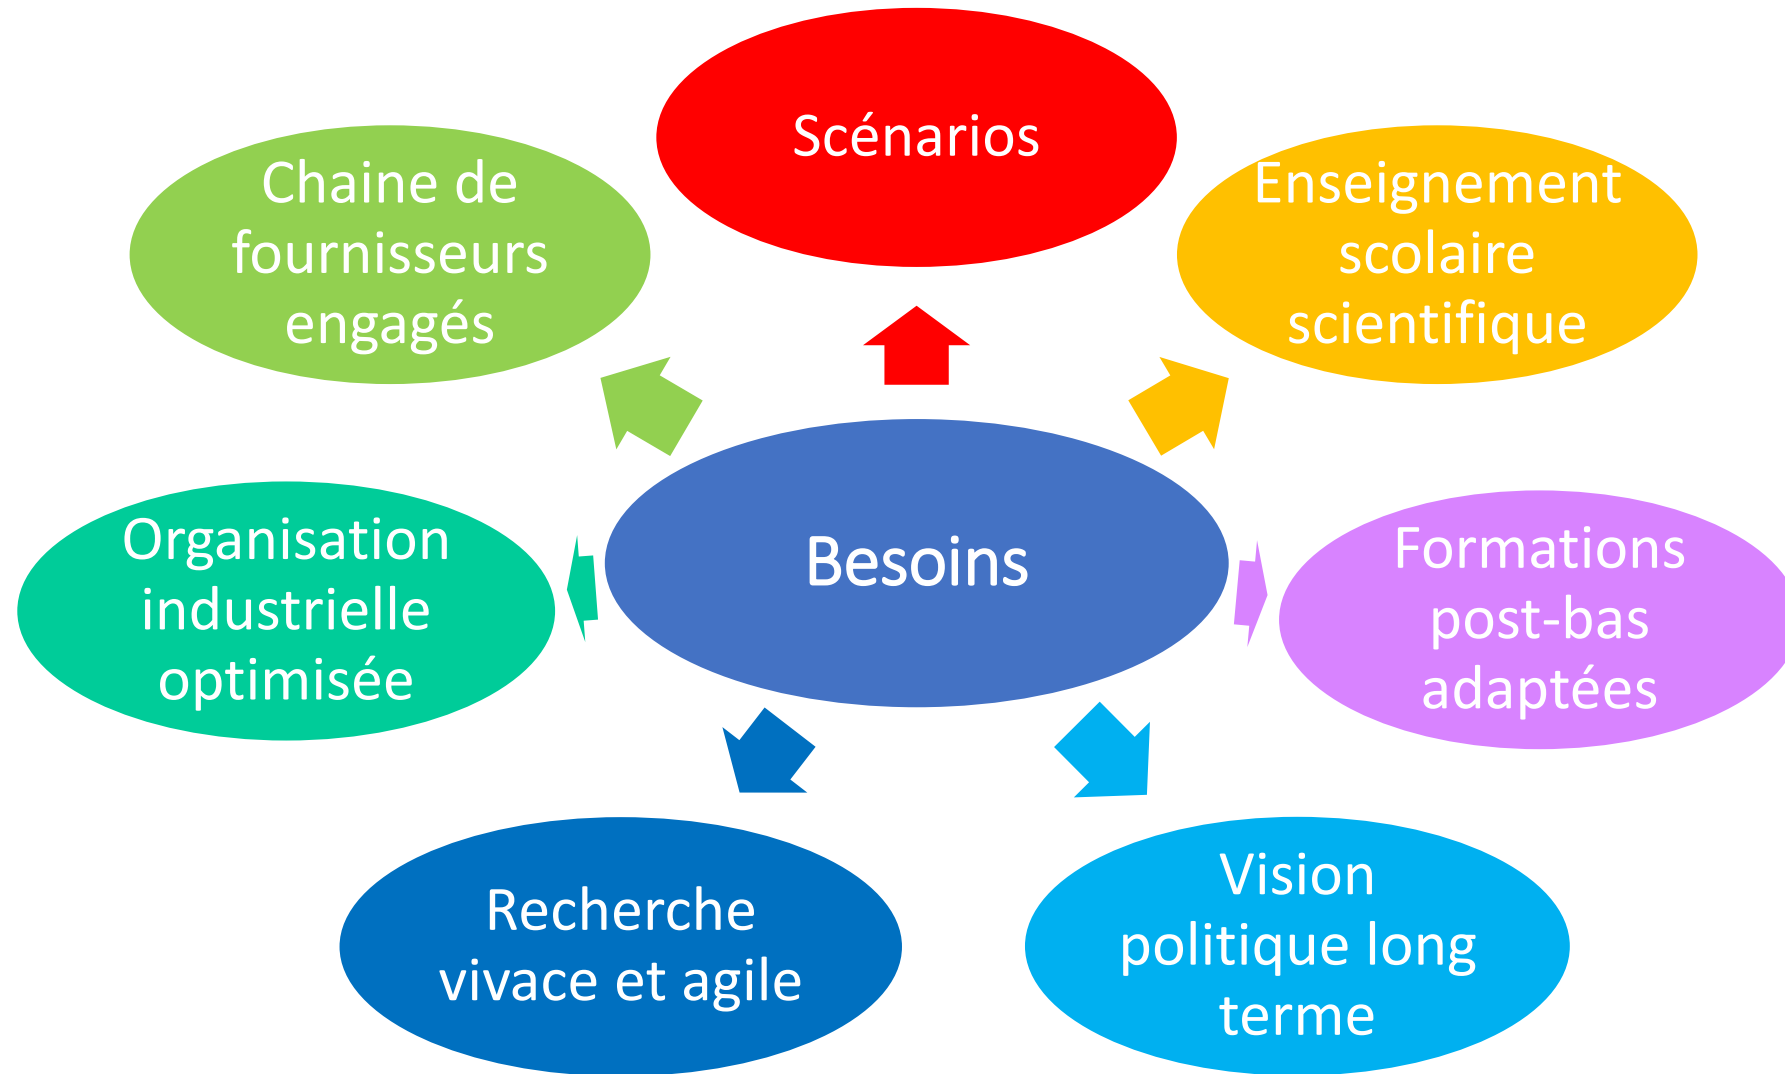 Scénarios
Chaine de
fournisseurs
engagés
Enseignement
scolaire
scientifique
Organisation
industrielle
optimisée
Besoins
Formations
post-bas
adaptées
Recherche
vivace et agile
Vision
politique long
terme